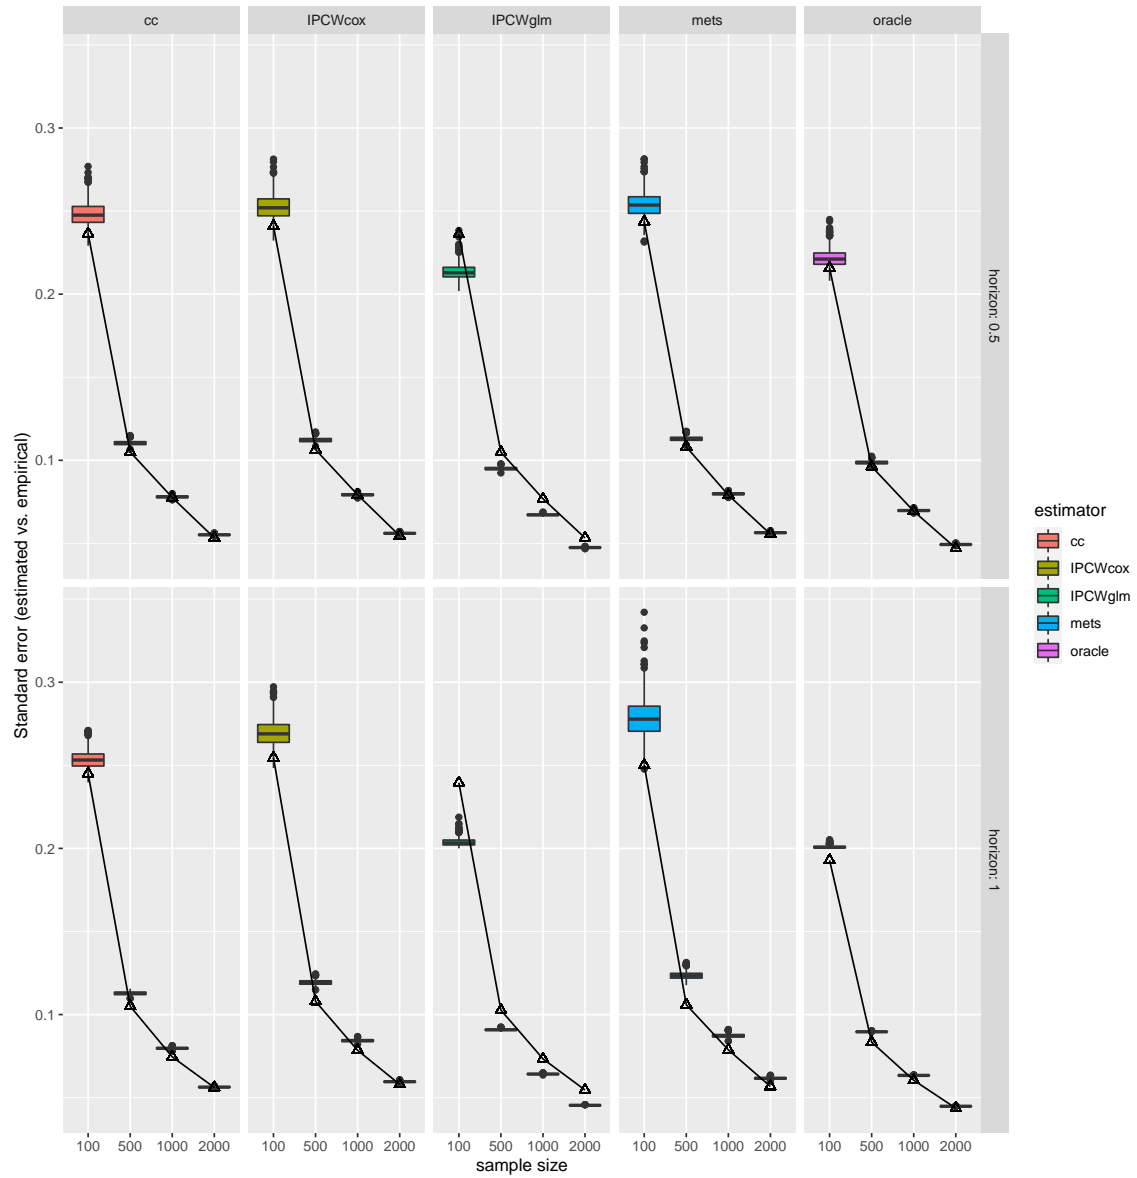 cc IPCWcox IPCWglm mets oracle
0.3
0.2
0.1
horizon: 0.5
0.3
0.2
0.1
horizon: 1
Standard error (estimated vs. empirical)
100 500 1000 2000 100 500 1000 2000 100 500 1000 2000 100 500 1000 2000 100 500 1000 2000
sample size
estimator
cc
IPCWcox
IPCWglm
mets
oracle